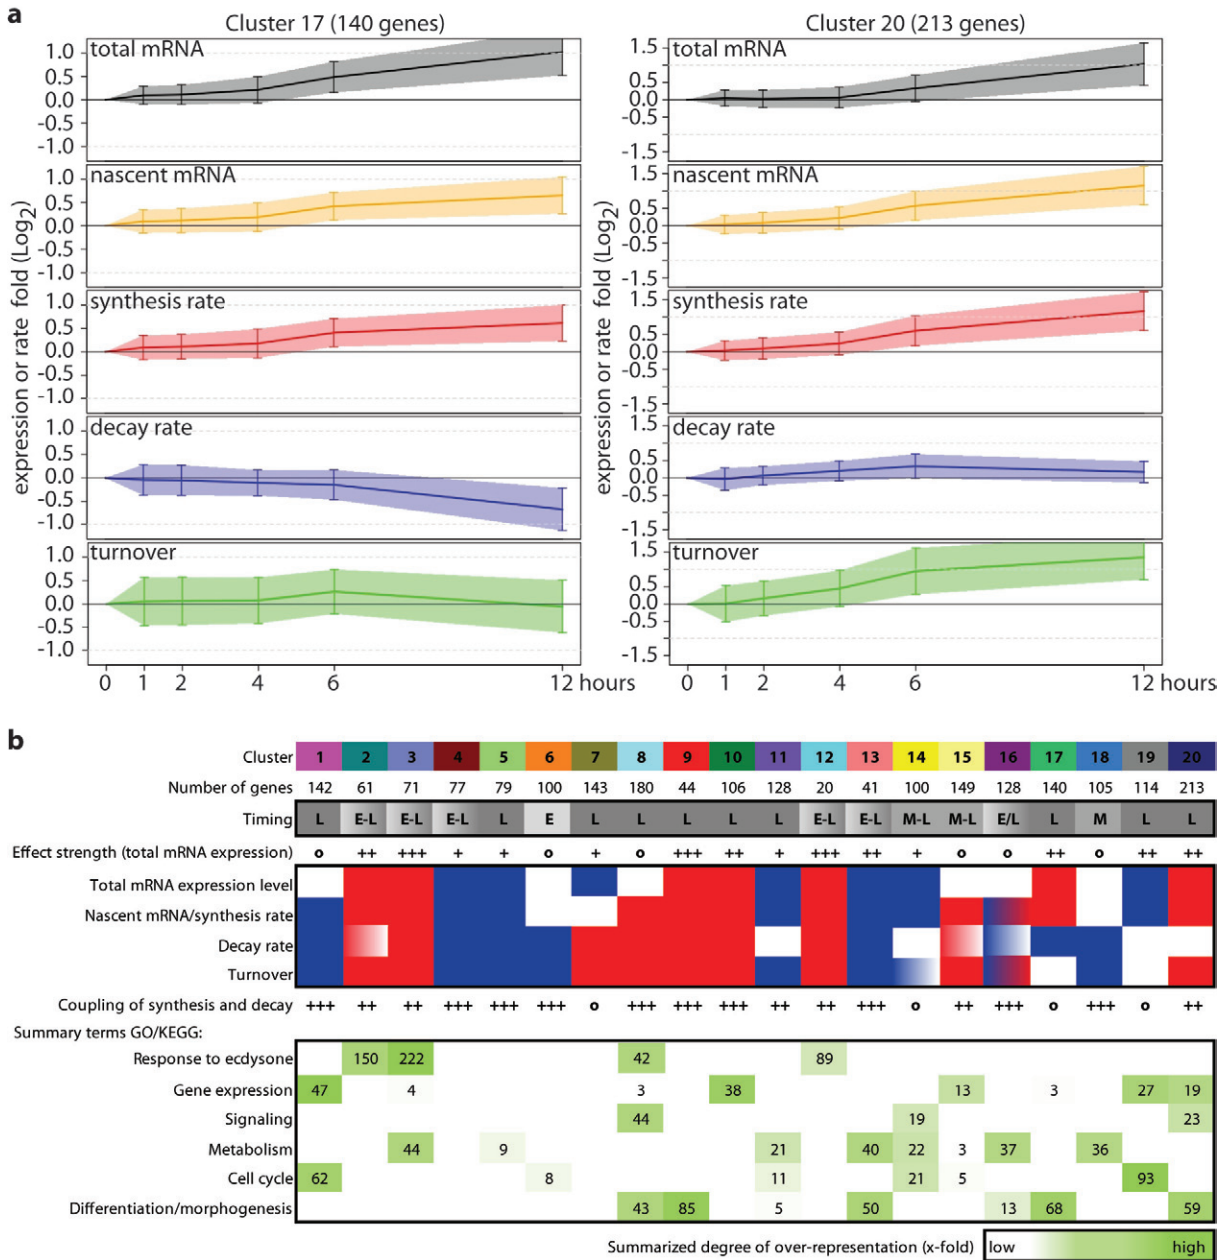 a
Cluster 17 (140 genes)
Cluster 20 (213 genes)
expression or rate fold (Log2)
total mRNA
1.0
0.5
0.0
-0.5
-1.0
nascent mRNA
1.0
0.5
0.0
-0.5
-1.0
synthesis rate
1.0
0.5
0.0
-0.5
-1.0
decay rate
1.0
0.5
0.0
-0.5
-1.0
turnover
1.0
0.5
0.0
-0.5
-1.0
0 1 2 4 6 12 hours
expression or rate fold (Log2)
total mRNA
1.5
0.5
0.0
-0.5
-1.5
nascent mRNA
1.5
0.5
0.0
-0.5
-1.5
synthesis rate
1.5
0.5
0.0
-0.5
-1.5
decay rate
1.5
0.5
0.0
-0.5
-1.5
turnover
1.5
0.5
0.0
-0.5
-1.5
0 1 2 4 6 12 hours
b
Cluster 1 2 3 4 5 6 7 8 9 10 11 12 13 14 15 16 17 18 19 20
Number of genes 142 61 71 77 79 100 143 180 44 106 128 20 41 100 149 128 140 105 114 213
Timing L E-L E-L E-L L E L L L L L E-L E-L M-L M-L E/L L M L L
Effect strength (total mRNA expression) o ++ +++ + + o + o +++ ++ + +++ ++ + o o ++ o ++ ++
Total mRNA expression level
Nascent mRNA/synthesis rate
Decay rate
Turnover
Coupling of synthesis and decay +++ ++ ++ +++ +++ +++ o +++ +++ +++ ++ ++ +++ o ++ +++ o +++ o ++
Summary terms GO/KEGG:
Response to ecdysone 150 222 42 89
Gene expression 47 4 3 38 13 3 27 19
Signaling 44 19 23
Metabolism 44 9 21 40 22 3 37 36
Cell cycle 62 8 11 21 5 93
Differentiation/morphogenesis 43 85 5 50 13 68 59
Summarized degree of over-representation (x-fold) low high